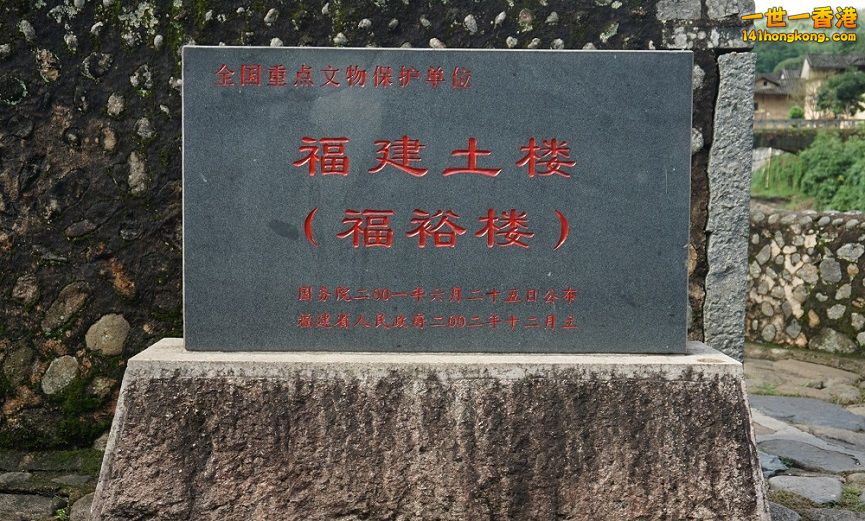 一世一香港
141hongkong.com
全国重点文物保护单位
福建土楼
（福裕楼）
国务院二00一年六月二十五日公布
福建省人民政府二00二年十二月立